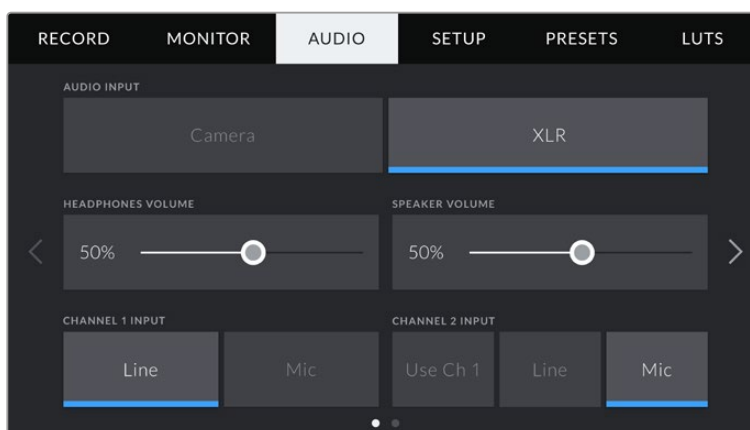 RECORD MONITOR AUDIO SETUP PRESETS LUTS
AUDIO INPUT
Camera XLR
HEADPHONES VOLUME SPEAKER VOLUME
50% 50%
CHANNEL 1 INPUT CHANNEL 2 INPUT
Line Mic Use Ch 1 Line Mic